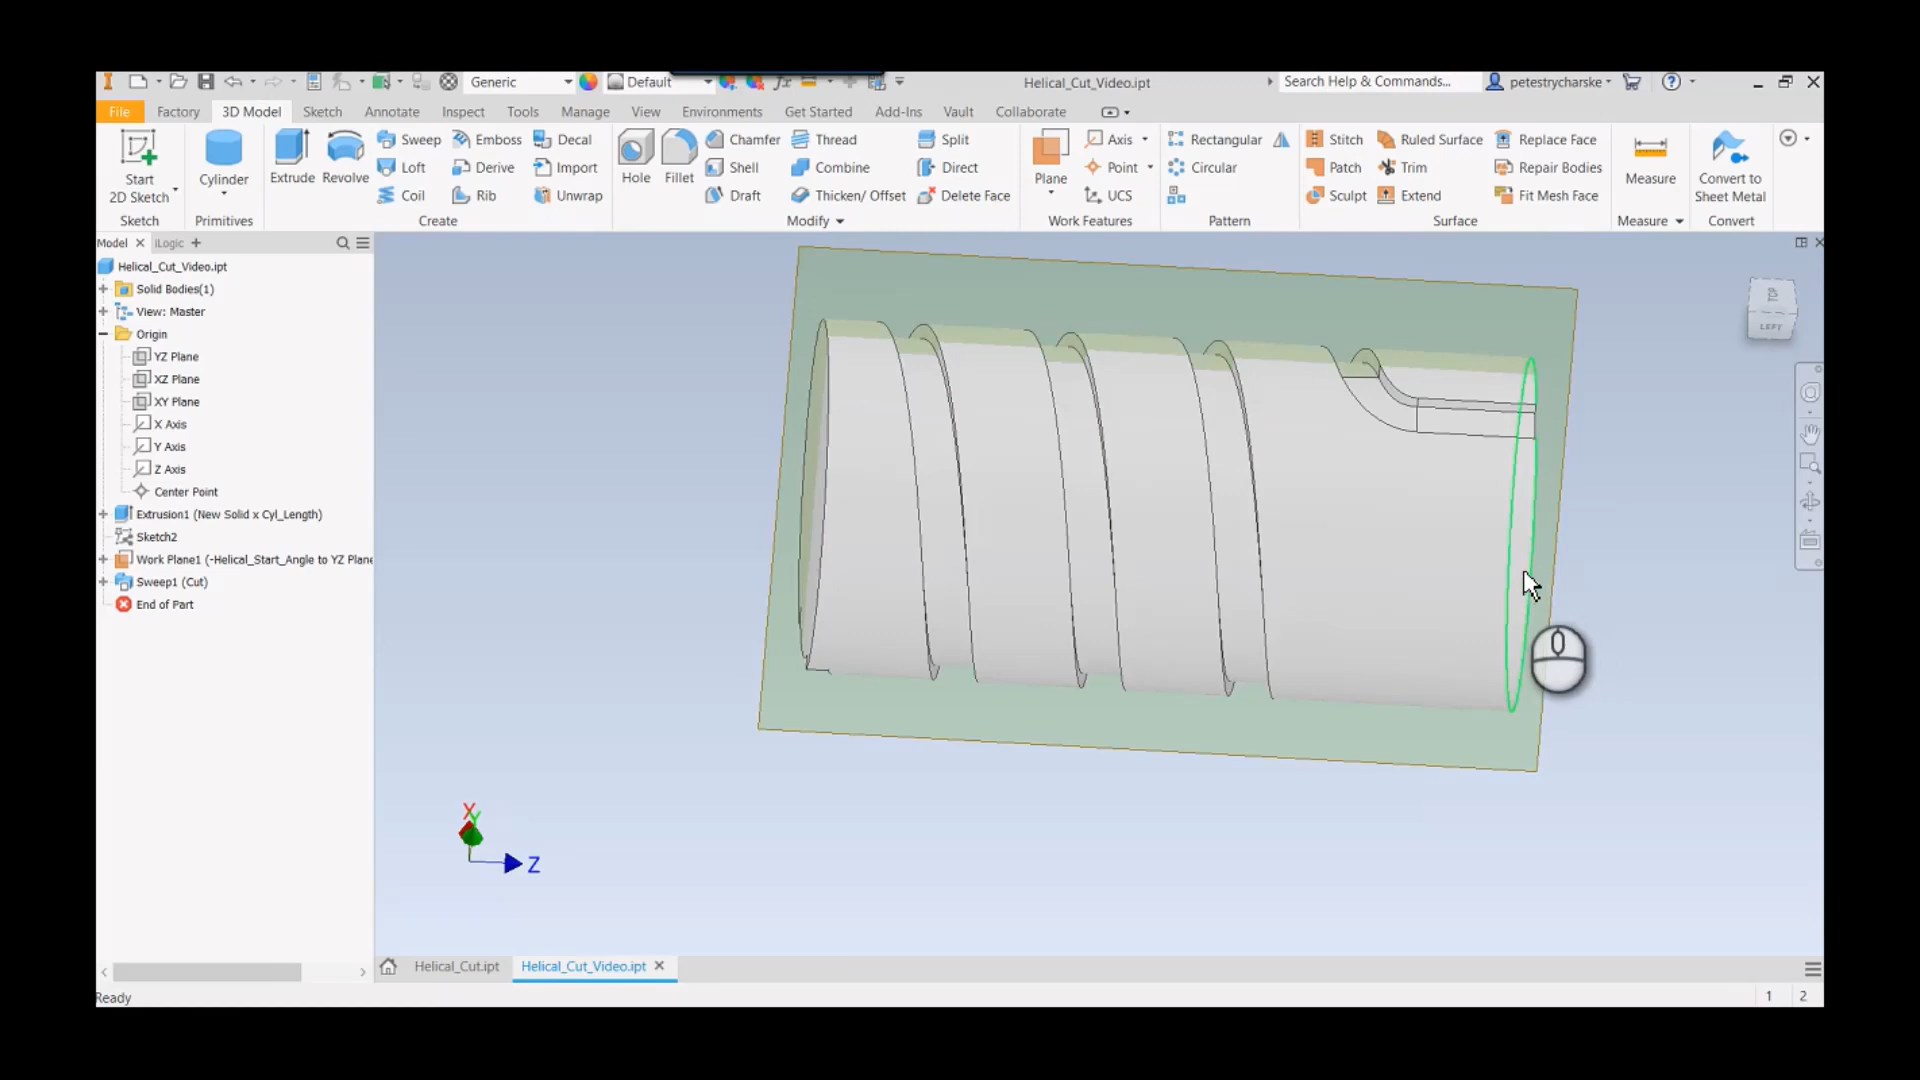 Generic Default Helical_Cut_Video.ipt Search Help & Commands... petestrycharske
File Factory 3D Model Sketch Annotate Inspect Tools Manage View Environments Get Started Add-Ins Vault Collaborate
Start 2D Sketch
Cylinder
Extrude
Revolve
Sweep Emboss Decal
Loft Derive Import
Coil Rib Unwrap
Hole
Fillet
Chamfer Thread Split
Shell Combine Direct
Draft Thicken/ Offset Delete Face
Plane
Axis
Point
UCS
Rectangular
Circular
Stitch Ruled Surface Replace Face
Patch Trim Repair Bodies
Sculpt Extend Fit Mesh Face
Measure
Convert to Sheet Metal
Sketch Primitives Create Modify Work Features Pattern Surface Measure Convert
Model iLogic
Helical_Cut_Video.ipt
Solid Bodies(1)
View: Master
Origin
YZ Plane
XZ Plane
XY Plane
X Axis
Y Axis
Z Axis
Center Point
Extrusion1 (New Solid x Cyl_Length)
Sketch2
Work Plane1 (-Helical_Start_Angle to YZ Plane
Sweep1 (Cut)
End of Part
TOP
LEFT
X
Y
Z
Helical_Cut.ipt Helical_Cut_Video.ipt
Ready 1 2